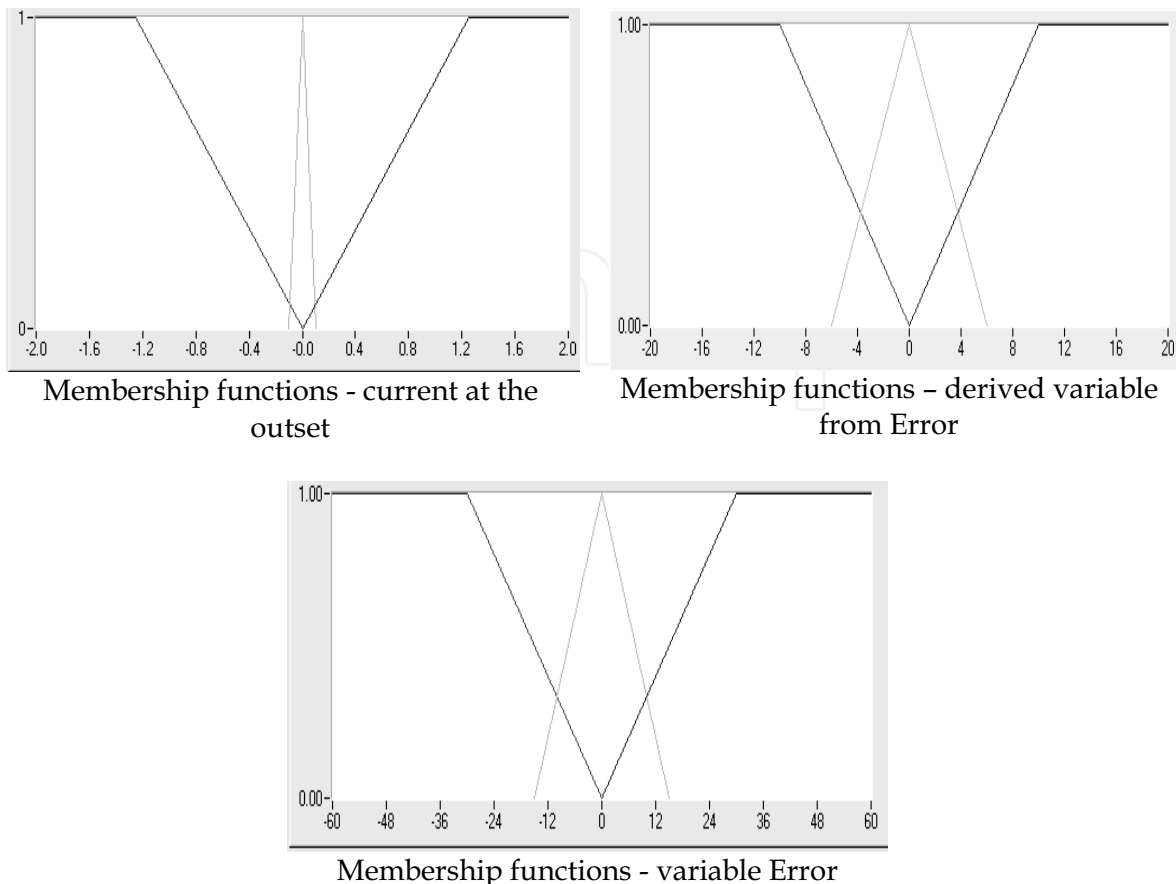 1-
0-
-2.0 -1.6 -1.2 -0.8 -0.4 -0.0 0.4 0.8 1.2 1.6 2.0
Membership functions - current at the
outset
1.00-
0.00-
-20 -16 -12 -8 -4 0 4 8 12 16 20
Membership functions – derived variable
from Error
1.00-
0.00-
-60 -48 -36 -24 -12 0 12 24 36 48 60
Membership functions - variable Error